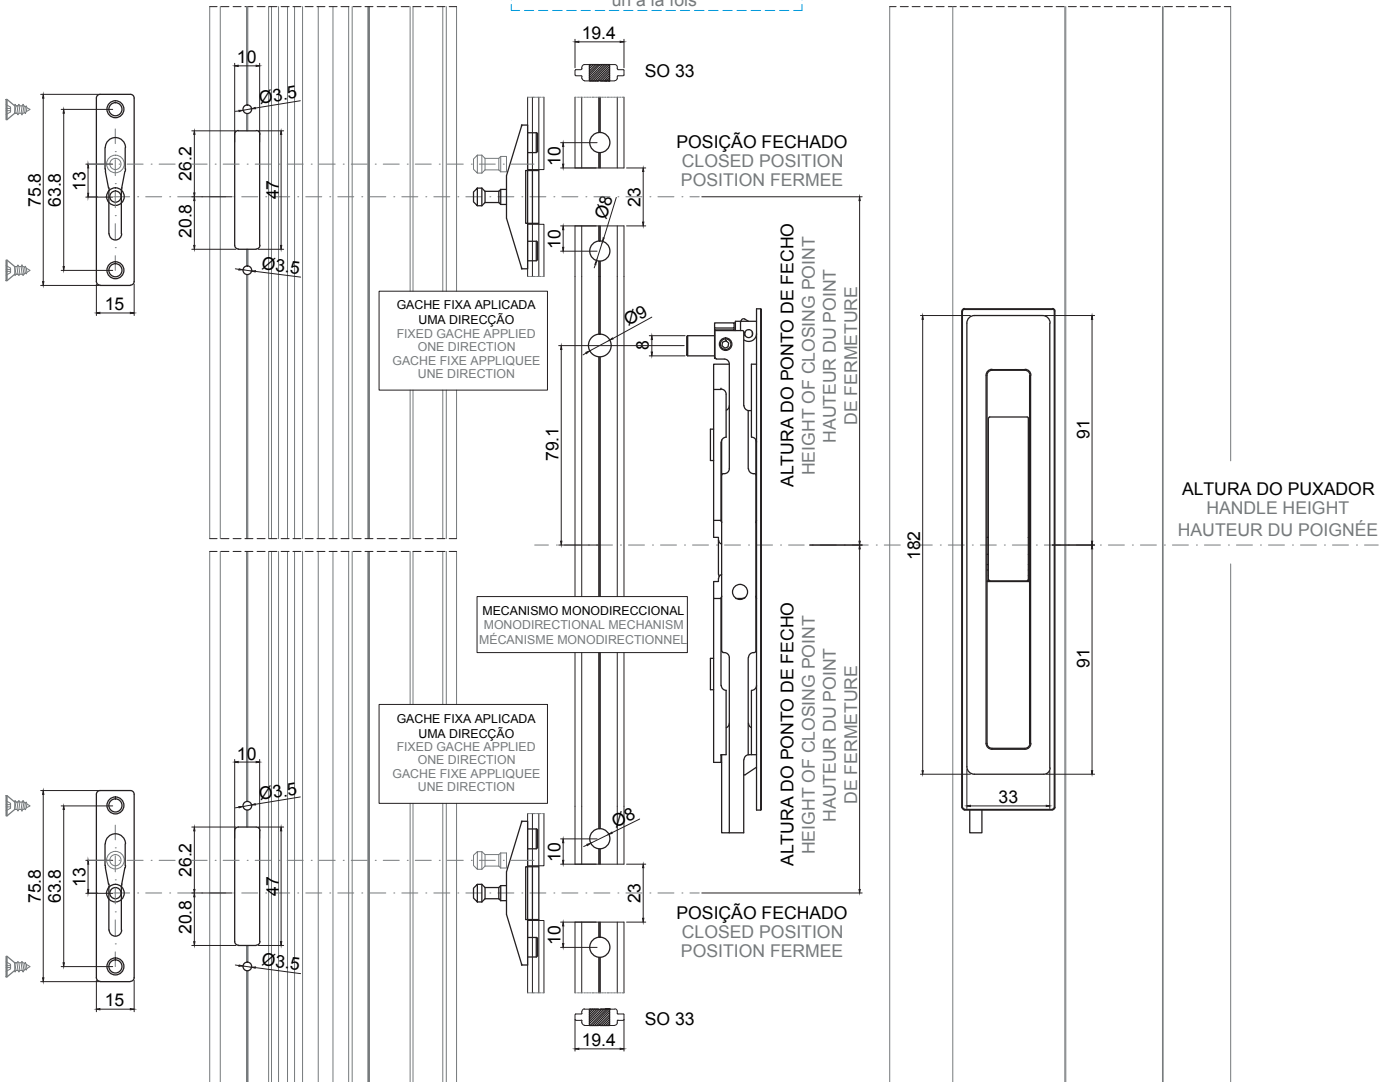 un à la fois
19.4
SO 33
10
Ø3.5
75.8
63.8
13
26.2
20.8
47
Ø3.5
15
10
23
10
Ø8
POSIÇÃO FECHADO
CLOSED POSITION
POSITION FERMEE
GACHE FIXA APLICADA
UMA DIRECÇÃO
FIXED GACHE APPLIED
ONE DIRECTION
GACHE FIXE APPLIQUEE
UNE DIRECTION
Ø9
8
79.1
ALTURA DO PONTO DE FECHO
HEIGHT OF CLOSING POINT
HAUTEUR DU POINT
DE FERMETURE
182
91
91
33
ALTURA DO PUXADOR
HANDLE HEIGHT
HAUTEUR DU POIGNÉE
MECANISMO MONODIRECCIONAL
MONODIRECTIONAL MECHANISM
MÉCANISME MONODIRECTIONNEL
ALTURA DO PONTO DE FECHO
HEIGHT OF CLOSING POINT
HAUTEUR DU POINT
DE FERMETURE
GACHE FIXA APLICADA
UMA DIRECÇÃO
FIXED GACHE APPLIED
ONE DIRECTION
GACHE FIXE APPLIQUEE
UNE DIRECTION
10
Ø3.5
75.8
63.8
13
26.2
20.8
47
Ø3.5
15
Ø8
10
23
10
POSIÇÃO FECHADO
CLOSED POSITION
POSITION FERMEE
SO 33
19.4